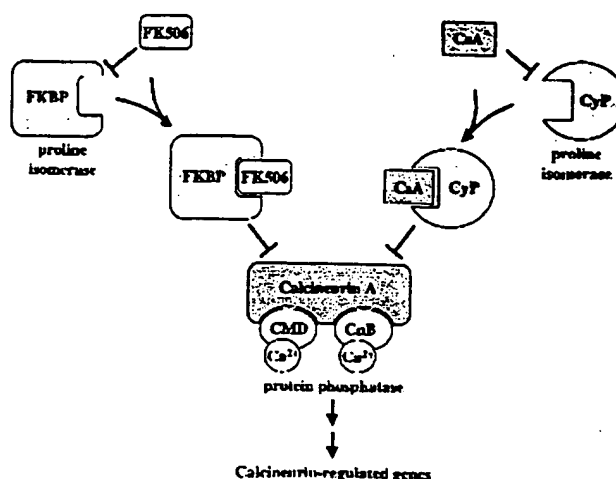 FK506
CsA
FKBP
CyP
proline
isomerase
proline
isomerase
FKBP
FK506
CsA
CyP
Calcineurin A
CMD
CnB
Ca2+
Ca2+
protein phosphatase
Calcineurin-regulated genes